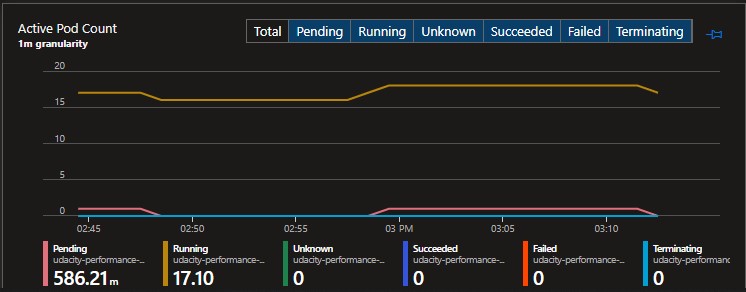 Active Pod Count
1m granularity
Total Pending Running Unknown Succeeded Failed Terminating
20
15
10
5
0
02:45 02:50 02:55 03 PM 03:05 03:10
Pending Running Unknown Succeeded Failed Terminating
udacity-performance-... udacity-performance-... udacity-performance-... udacity-performance-... udacity-performance-... udacity-performanc
586.21 m 17.10 0 0 0 0